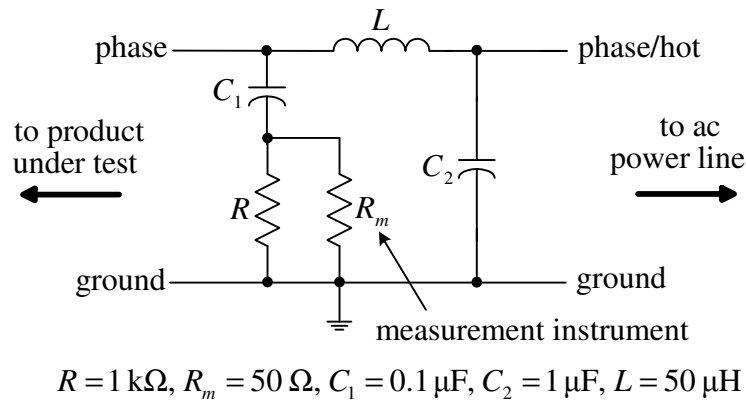 L
phase
phase/hot
C₁
to product
under test
to ac
power line
C₂
R
Rₘ
ground
ground
measurement instrument
R = 1 kΩ, Rₘ = 50 Ω, C₁ = 0.1 μF, C₂ = 1 μF, L = 50 μH